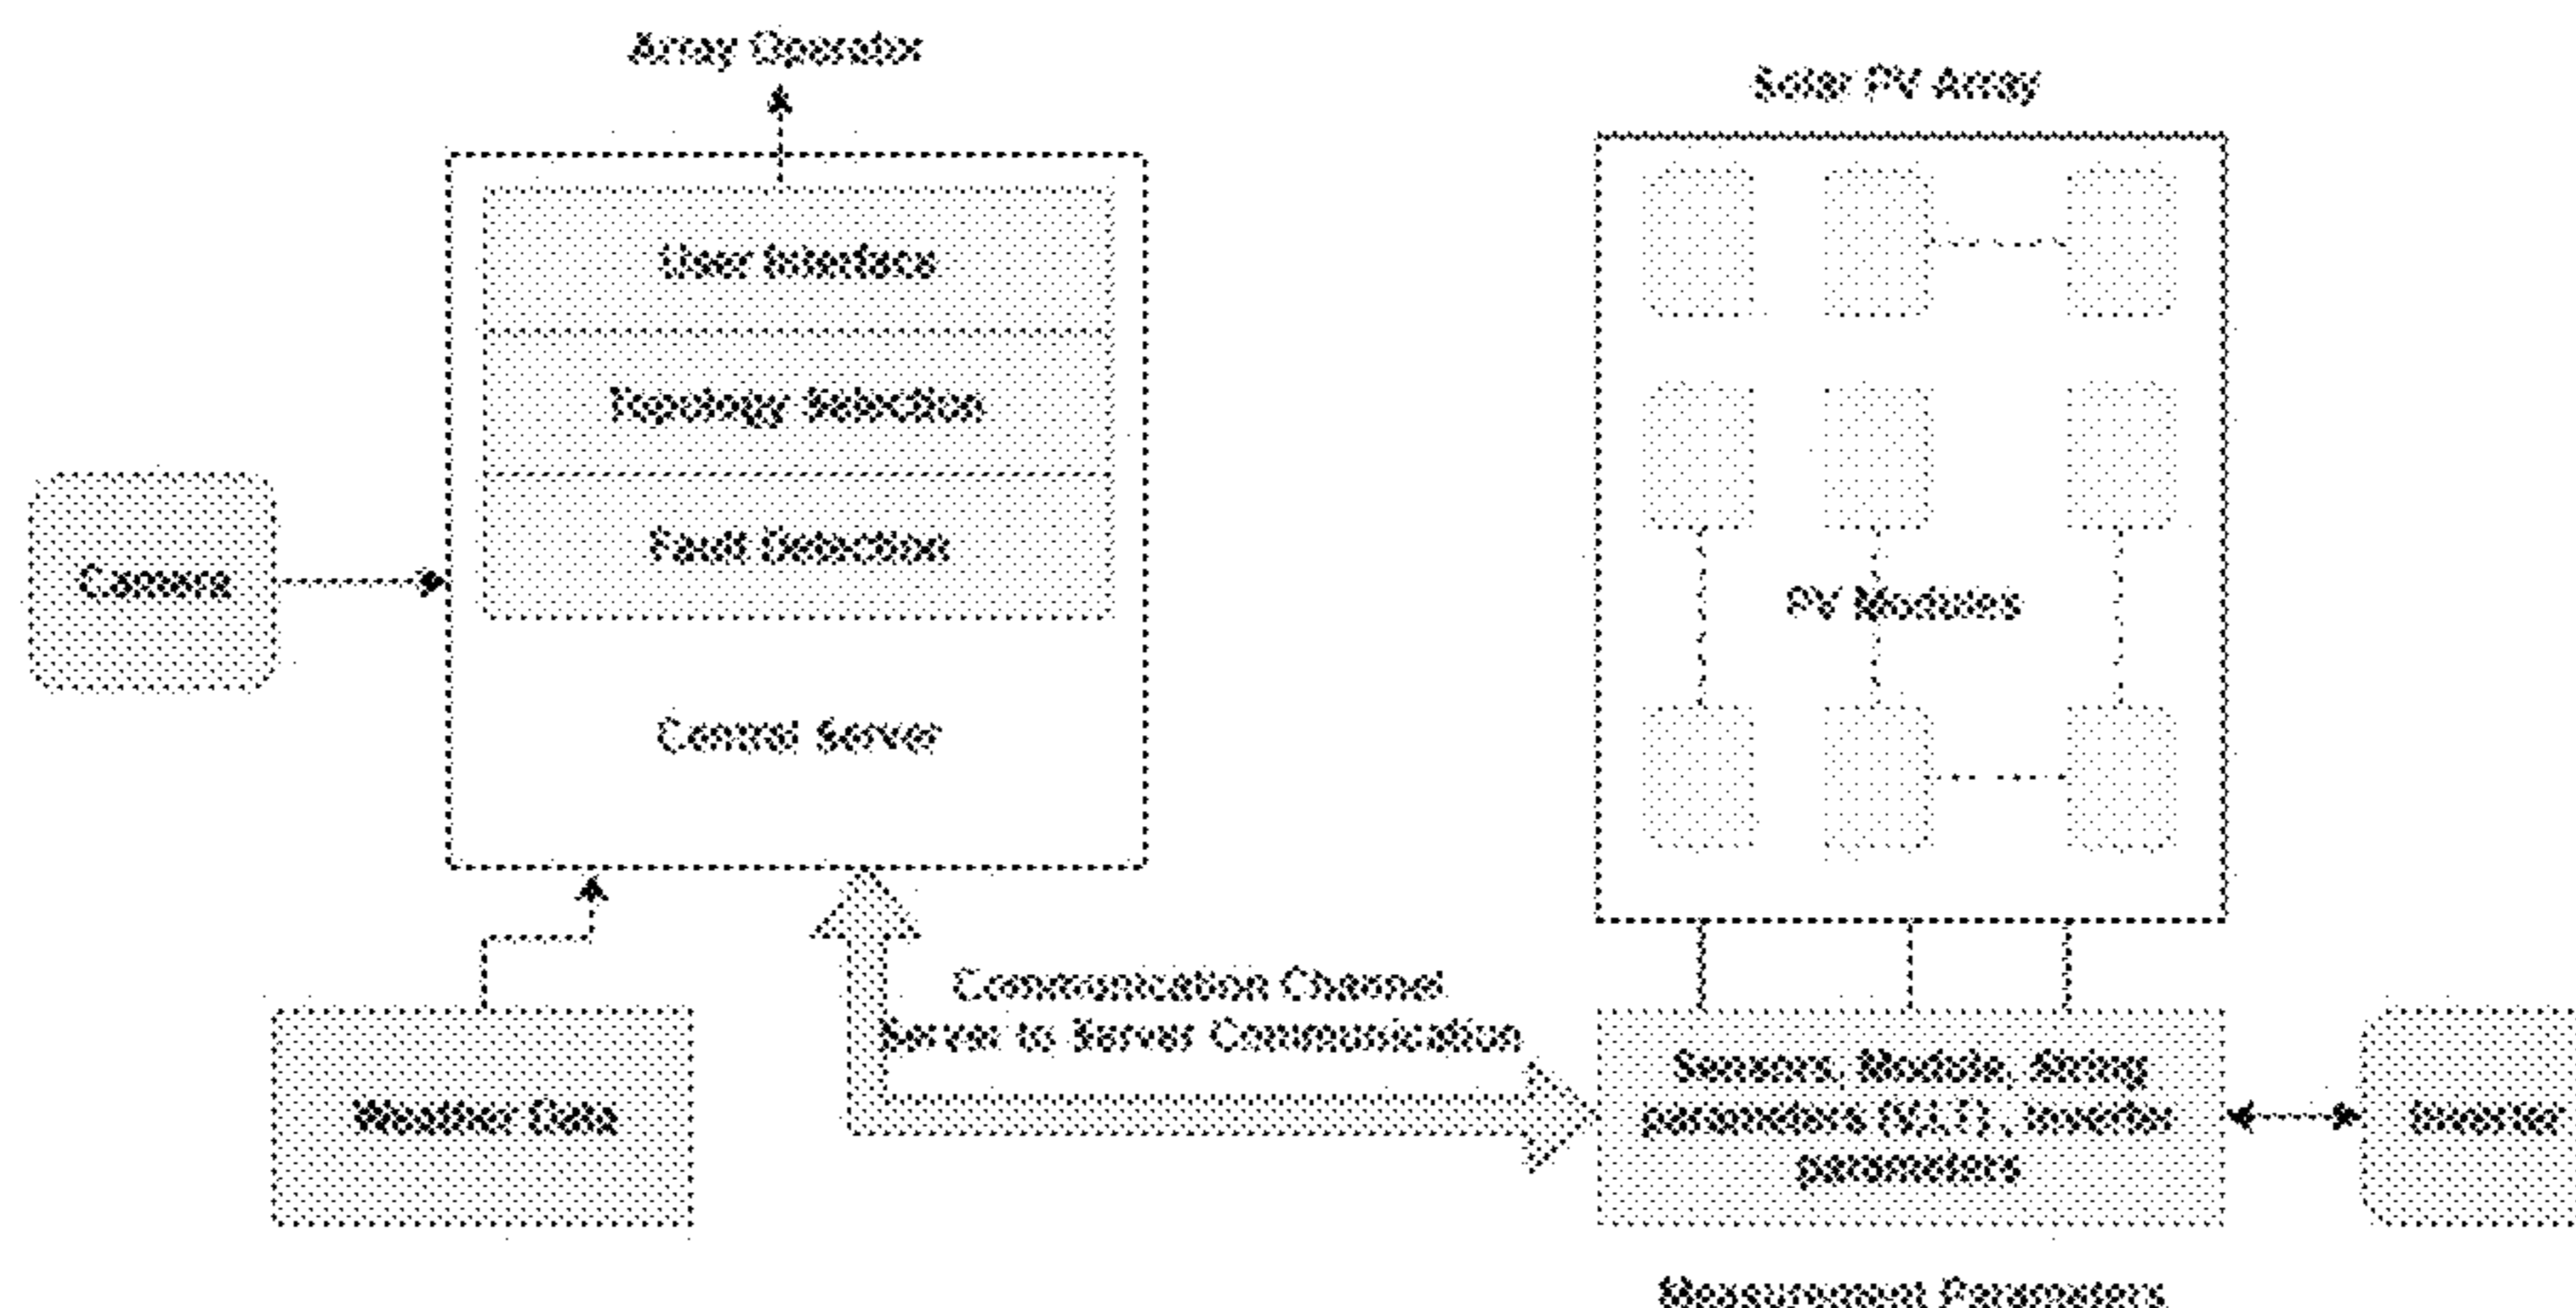 Array Operator
Solar PV Array
User Interface
Topology Selection
Fault Detection
Camera
PV Modules
Central Server
Communication Channel
Server to Server Communication
Weather Data
Sensors, Module, String
parameters (V,I,T), Inverter
parameters
Inverter
Measurement Parameters